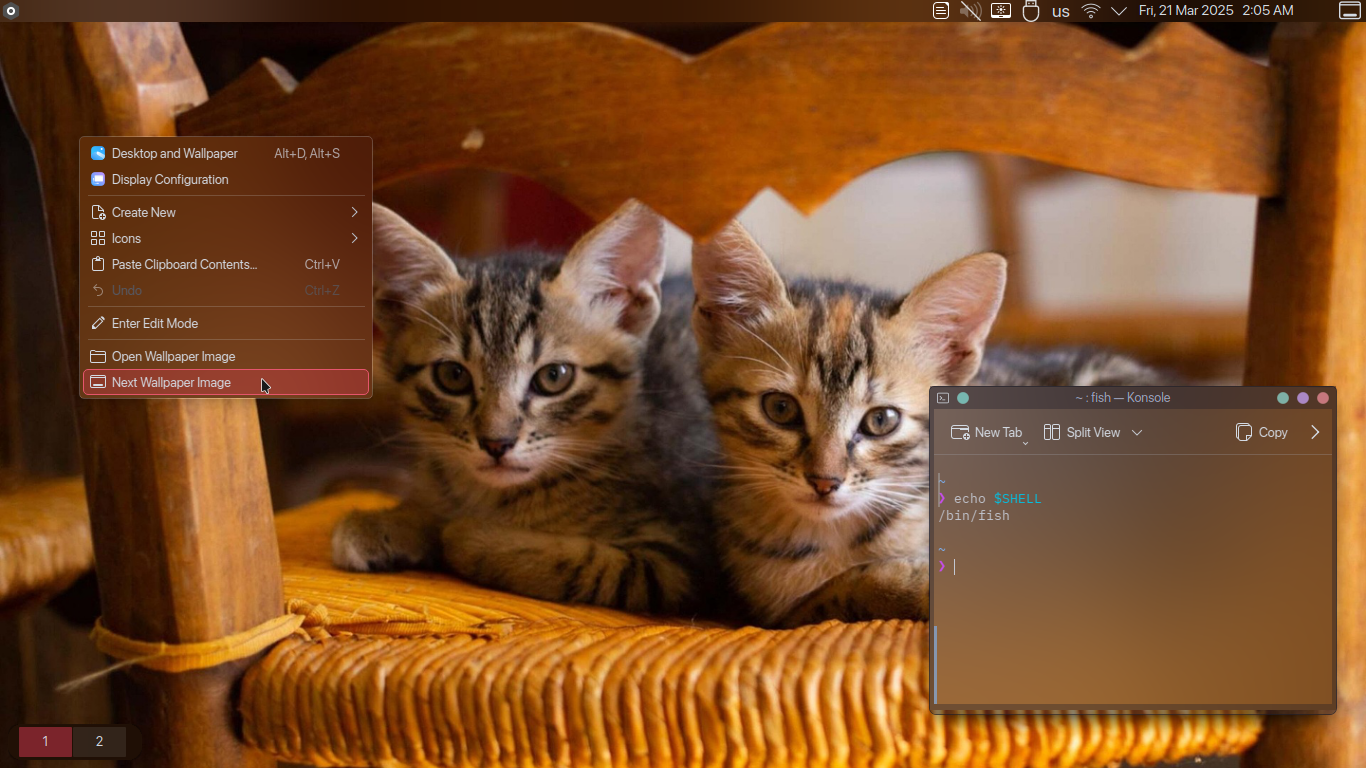 us Fri, 21 Mar 2025 2:05 AM
Desktop and Wallpaper Alt+D, Alt+S
Display Configuration
Create New
Icons
Paste Clipboard Contents... Ctrl+V
Undo Ctrl+Z
Enter Edit Mode
Open Wallpaper Image
Next Wallpaper Image
~ : fish — Konsole
New Tab Split View Copy
~
❯ echo $SHELL
/bin/fish
~
❯
1 2